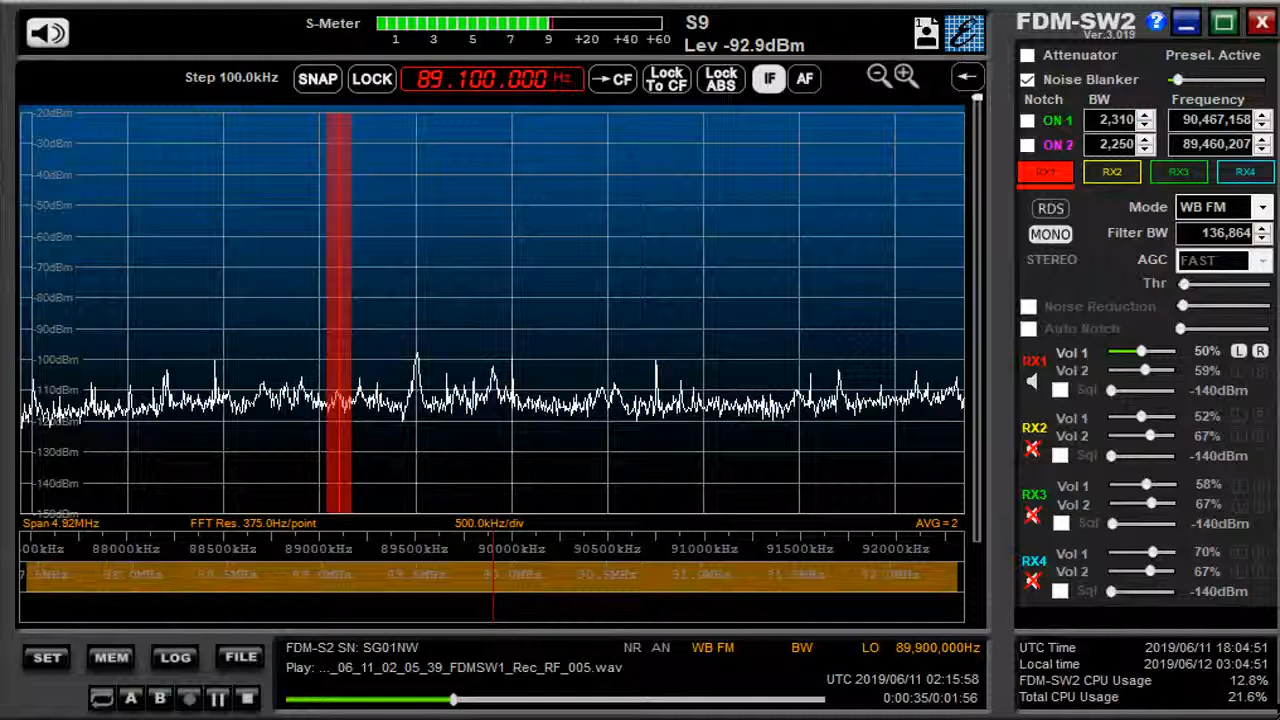 S-Meter
1 3 5 7 9 +20 +40 +60
S9
Lev -92.9dBm
1
FDM-SW2
Ver.3.019
?
X
Step 100.0kHz
SNAP
LOCK
89.100.000 Hz
→CF
Lock To CF
Lock ABS
IF
AF
-20dBm
-30dBm
-40dBm
-50dBm
-60dBm
-70dBm
-80dBm
-90dBm
-100dBm
-110dBm
-120dBm
-130dBm
-140dBm
-150dBm
Span 4.92MHz
FFT Res. 375.0Hz/point
500.0kHz/div
AVG = 2
00kHz 88000kHz 88500kHz 89000kHz 89500kHz 90000kHz 90500kHz 91000kHz 91500kHz 92000kHz
Attenuator
Presel. Active
Noise Blanker
Notch BW Frequency
ON 1 2,310 90,467,158
ON 2 2,250 89,460,207
RX1 RX2 RX3 RX4
RDS Mode WB FM
MONO Filter BW 136,864
STEREO AGC FAST
Thr
Noise Reduction
Auto Notch
RX1
Vol 1 50% L R
Vol 2 59%
Sql -140dBm
RX2
Vol 1 52%
Vol 2 67%
Sql -140dBm
RX3
Vol 1 58%
Vol 2 67%
Sql -140dBm
RX4
Vol 1 70%
Vol 2 67%
Sql -140dBm
SET MEM LOG FILE
A B
FDM-S2 SN: SG01NW
NR AN WB FM BW LO 89,900,000Hz
Play: ..._06_11_02_05_39_FDMSW1_Rec_RF_005.wav
UTC 2019/06/11 02:15:58
0:00:35/0:01:56
UTC Time 2019/06/11 18:04:51
Local time 2019/06/12 03:04:51
FDM-SW2 CPU Usage 12.8%
Total CPU Usage 21.6%